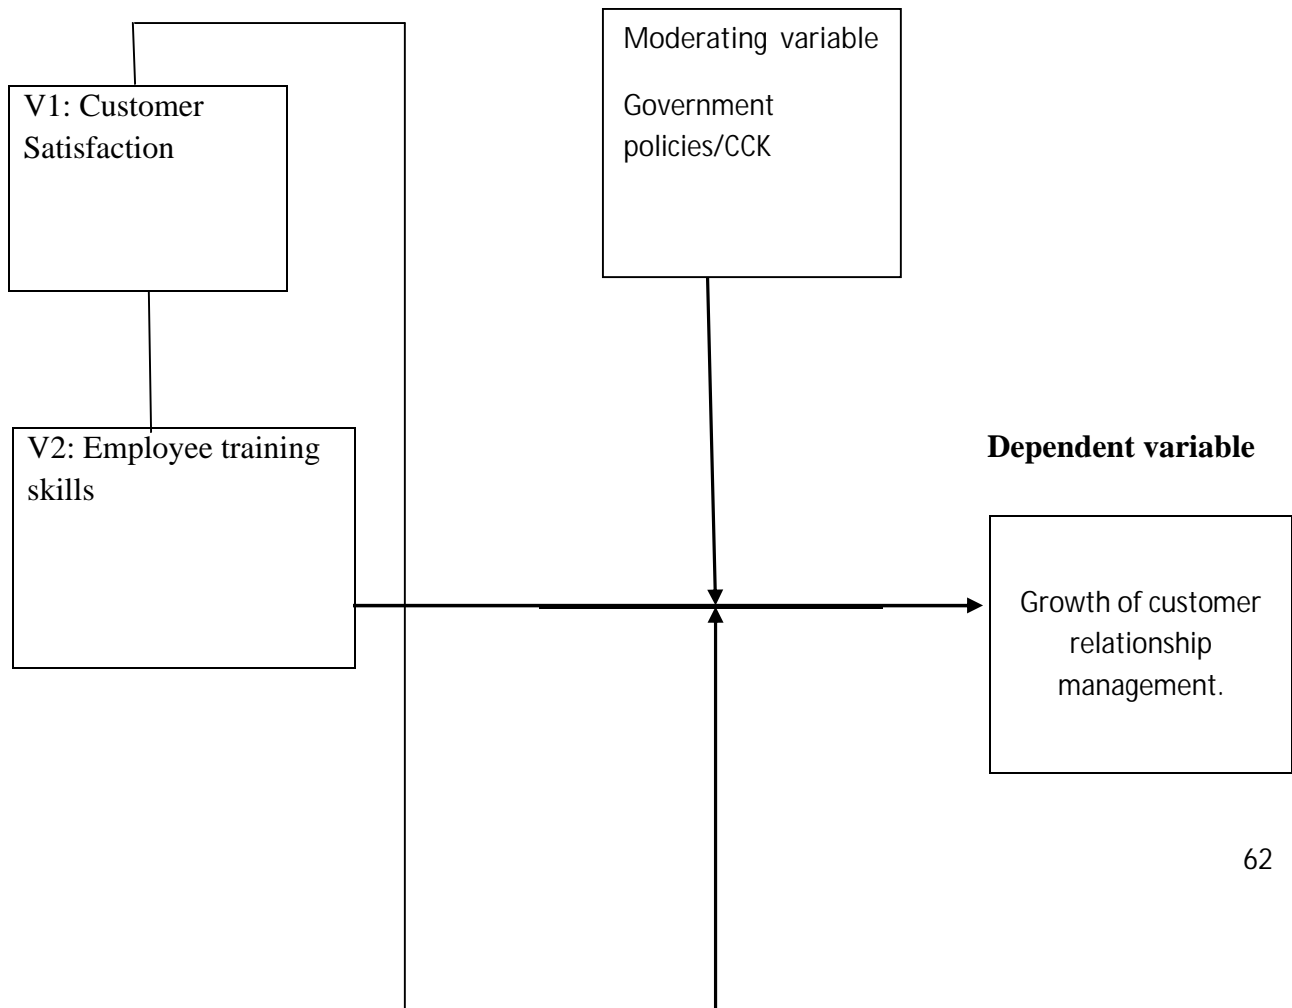 Moderating variable
Government
policies/CCK
V1: Customer
Satisfaction
V2: Employee training
skills
Dependent variable
Growth of customer
relationship
management.
62